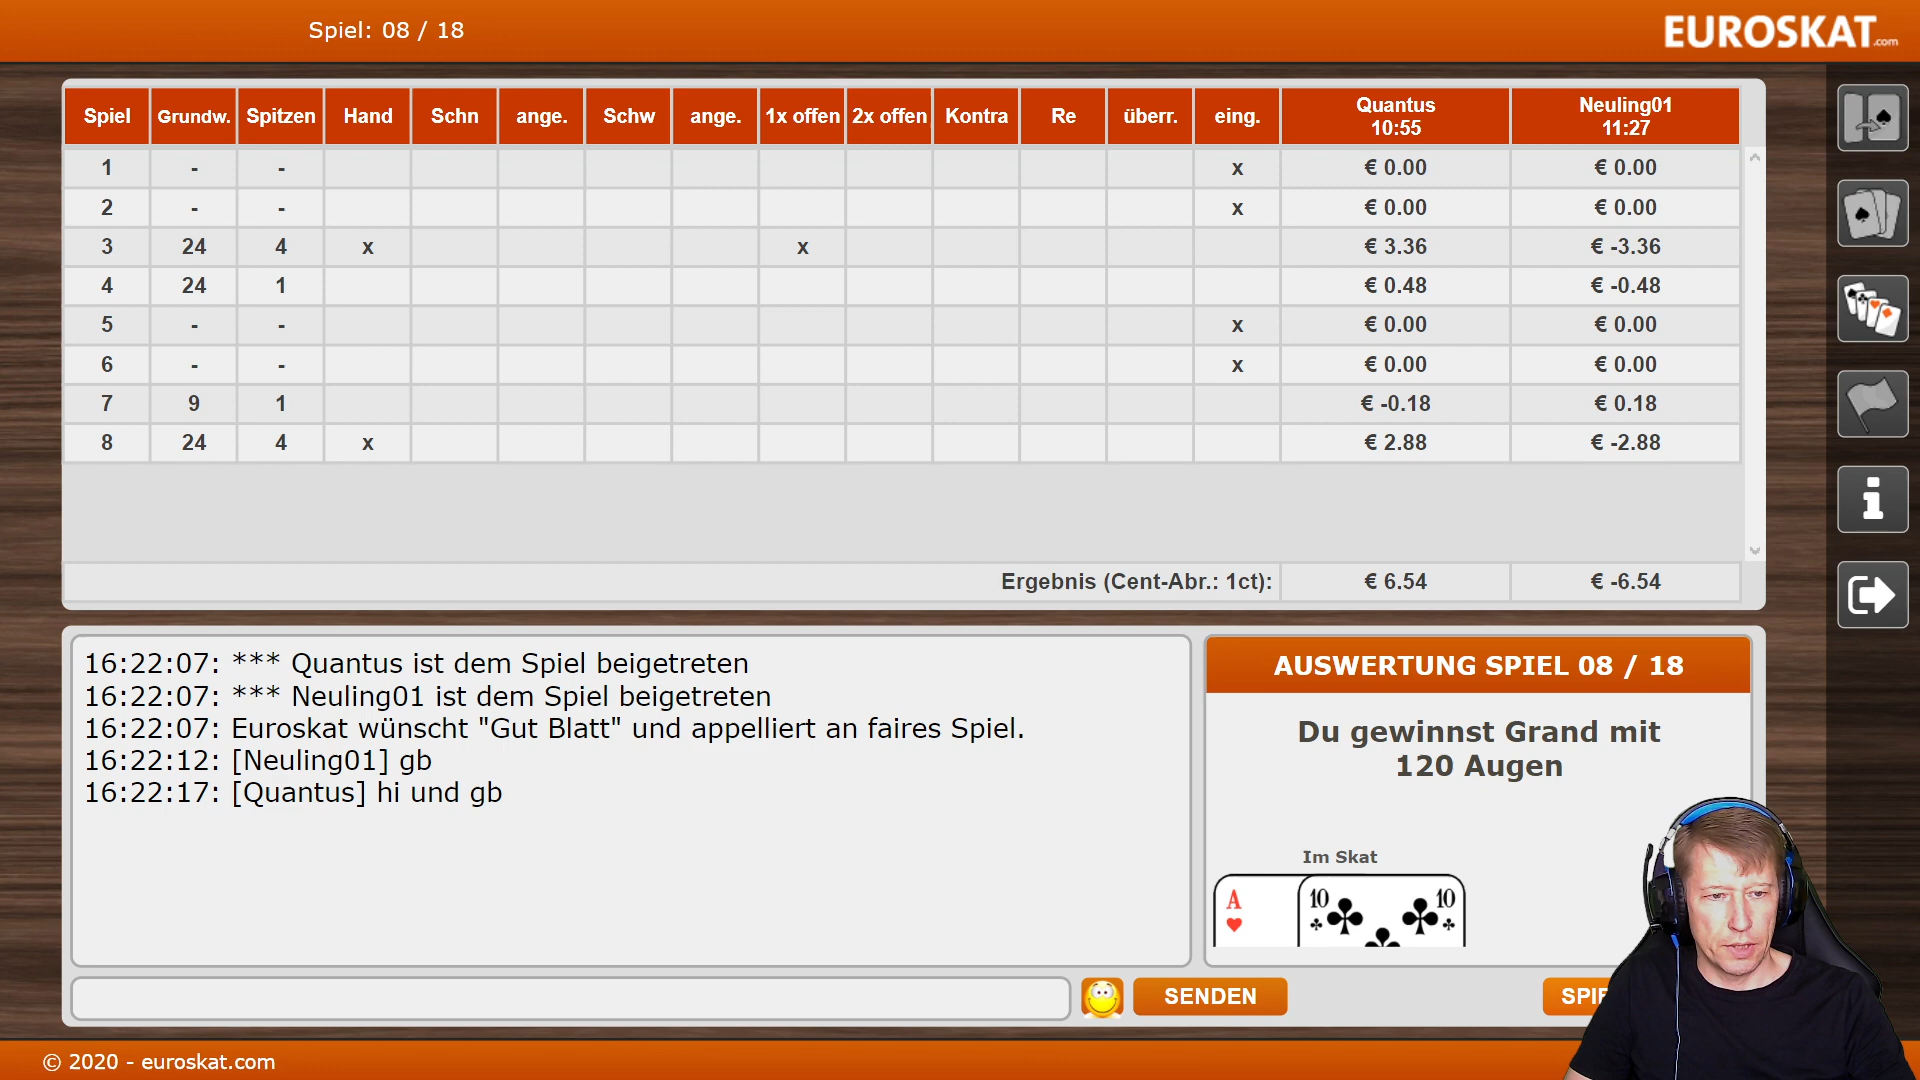 Spiel: 08 / 18
EUROSKAT.com
Spiel Grundw. Spitzen Hand Schn ange. Schw ange. 1x offen 2x offen Kontra Re überr. eing. Quantus 10:55 Neuling01 11:27
1 - - x € 0.00 € 0.00
2 - - x € 0.00 € 0.00
3 24 4 x x € 3.36 € -3.36
4 24 1 € 0.48 € -0.48
5 - - x € 0.00 € 0.00
6 - - x € 0.00 € 0.00
7 9 1 € -0.18 € 0.18
8 24 4 x € 2.88 € -2.88
Ergebnis (Cent-Abr.: 1ct): € 6.54 € -6.54
16:22:07: *** Quantus ist dem Spiel beigetreten
16:22:07: *** Neuling01 ist dem Spiel beigetreten
16:22:07: Euroskat wünscht "Gut Blatt" und appelliert an faires Spiel.
16:22:12: [Neuling01] gb
16:22:17: [Quantus] hi und gb
AUSWERTUNG SPIEL 08 / 18
Du gewinnst Grand mit
120 Augen
Im Skat
A 10 10
SENDEN
© 2020 - euroskat.com